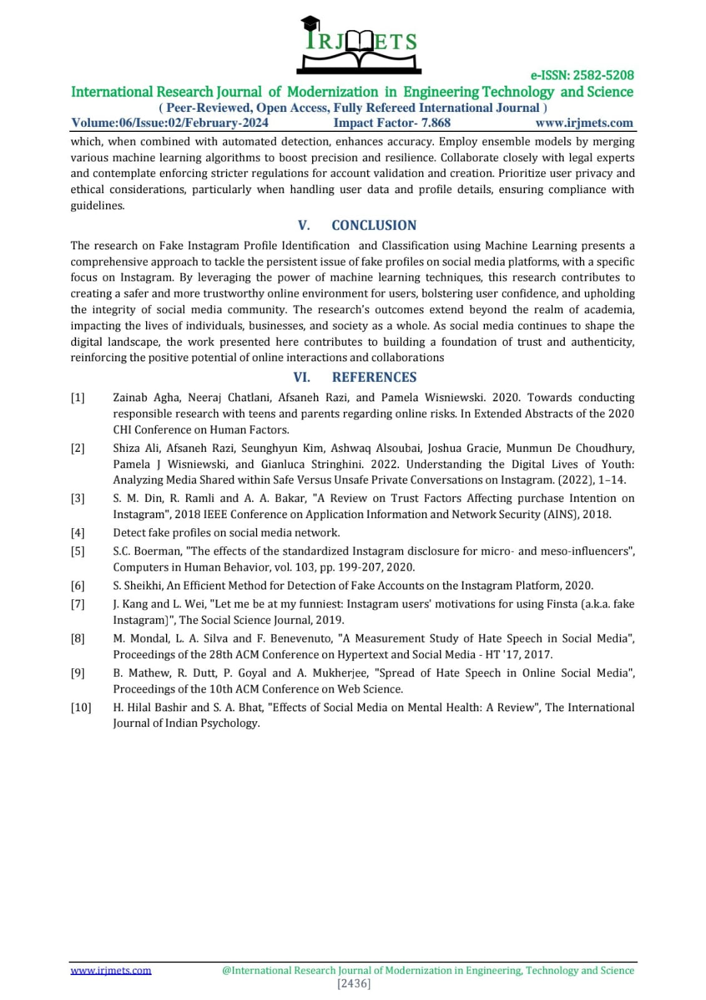 IRJMETS
e-ISSN: 2582-5208
International Research Journal of Modernization in Engineering Technology and Science
( Peer-Reviewed, Open Access, Fully Refereed International Journal )
Volume:06/Issue:02/February-2024 Impact Factor- 7.868 www.irjmets.com
which, when combined with automated detection, enhances accuracy. Employ ensemble models by merging
various machine learning algorithms to boost precision and resilience. Collaborate closely with legal experts
and contemplate enforcing stricter regulations for account validation and creation. Prioritize user privacy and
ethical considerations, particularly when handling user data and profile details, ensuring compliance with
guidelines.
V. CONCLUSION
The research on Fake Instagram Profile Identification and Classification using Machine Learning presents a
comprehensive approach to tackle the persistent issue of fake profiles on social media platforms, with a specific
focus on Instagram. By leveraging the power of machine learning techniques, this research contributes to
creating a safer and more trustworthy online environment for users, bolstering user confidence, and upholding
the integrity of social media community. The research's outcomes extend beyond the realm of academia,
impacting the lives of individuals, businesses, and society as a whole. As social media continues to shape the
digital landscape, the work presented here contributes to building a foundation of trust and authenticity,
reinforcing the positive potential of online interactions and collaborations
VI. REFERENCES
[1] Zainab Agha, Neeraj Chatlani, Afsaneh Razi, and Pamela Wisniewski. 2020. Towards conducting
responsible research with teens and parents regarding online risks. In Extended Abstracts of the 2020
CHI Conference on Human Factors.
[2] Shiza Ali, Afsaneh Razi, Seunghyun Kim, Ashwaq Alsoubai, Joshua Gracie, Munmun De Choudhury,
Pamela J Wisniewski, and Gianluca Stringhini. 2022. Understanding the Digital Lives of Youth:
Analyzing Media Shared within Safe Versus Unsafe Private Conversations on Instagram. (2022), 1–14.
[3] S. M. Din, R. Ramli and A. A. Bakar, "A Review on Trust Factors Affecting purchase Intention on
Instagram", 2018 IEEE Conference on Application Information and Network Security (AINS), 2018.
[4] Detect fake profiles on social media network.
[5] S.C. Boerman, "The effects of the standardized Instagram disclosure for micro- and meso-influencers",
Computers in Human Behavior, vol. 103, pp. 199-207, 2020.
[6] S. Sheikhi, An Efficient Method for Detection of Fake Accounts on the Instagram Platform, 2020.
[7] J. Kang and L. Wei, "Let me be at my funniest: Instagram users' motivations for using Finsta (a.k.a. fake
Instagram)", The Social Science Journal, 2019.
[8] M. Mondal, L. A. Silva and F. Benevenuto, "A Measurement Study of Hate Speech in Social Media",
Proceedings of the 28th ACM Conference on Hypertext and Social Media - HT '17, 2017.
[9] B. Mathew, R. Dutt, P. Goyal and A. Mukherjee, "Spread of Hate Speech in Online Social Media",
Proceedings of the 10th ACM Conference on Web Science.
[10] H. Hilal Bashir and S. A. Bhat, "Effects of Social Media on Mental Health: A Review", The International
Journal of Indian Psychology.
www.irjmets.com @International Research Journal of Modernization in Engineering, Technology and Science
[2436]